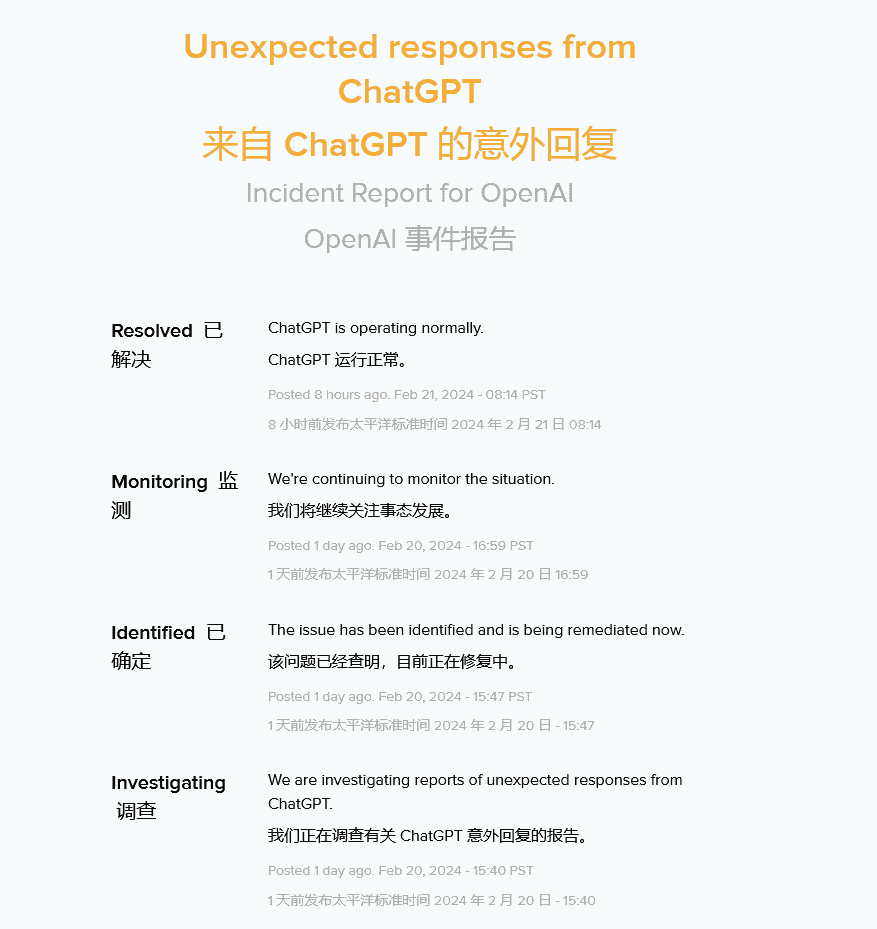 Unexpected responses from
ChatGPT
来自 ChatGPT 的意外回复
Incident Report for OpenAI
OpenAI 事件报告
Resolved 已
解决
ChatGPT is operating normally.
ChatGPT 运行正常。
Posted 8 hours ago. Feb 21, 2024 - 08:14 PST
8 小时前发布太平洋标准时间 2024 年 2 月 21 日 08:14
Monitoring 监
测
We're continuing to monitor the situation.
我们将继续关注事态发展。
Posted 1 day ago. Feb 20, 2024 - 16:59 PST
1 天前发布太平洋标准时间 2024 年 2 月 20 日 16:59
Identified 已
确定
The issue has been identified and is being remediated now.
该问题已经查明，目前正在修复中。
Posted 1 day ago. Feb 20, 2024 - 15:47 PST
1 天前发布太平洋标准时间 2024 年 2 月 20 日 - 15:47
Investigating
调查
We are investigating reports of unexpected responses from
ChatGPT.
我们正在调查有关 ChatGPT 意外回复的报告。
Posted 1 day ago. Feb 20, 2024 - 15:40 PST
1 天前发布太平洋标准时间 2024 年 2 月 20 日 - 15:40